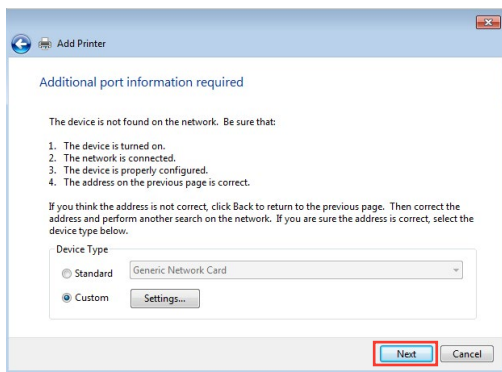 Add Printer
Additional port information required
The device is not found on the network. Be sure that:
1. The device is turned on.
2. The network is connected.
3. The device is properly configured.
4. The address on the previous page is correct.
If you think the address is not correct, click Back to return to the previous page. Then correct the
address and perform another search on the network. If you are sure the address is correct, select the
device type below.
Device Type
Standard Generic Network Card
Custom Settings...
Next Cancel